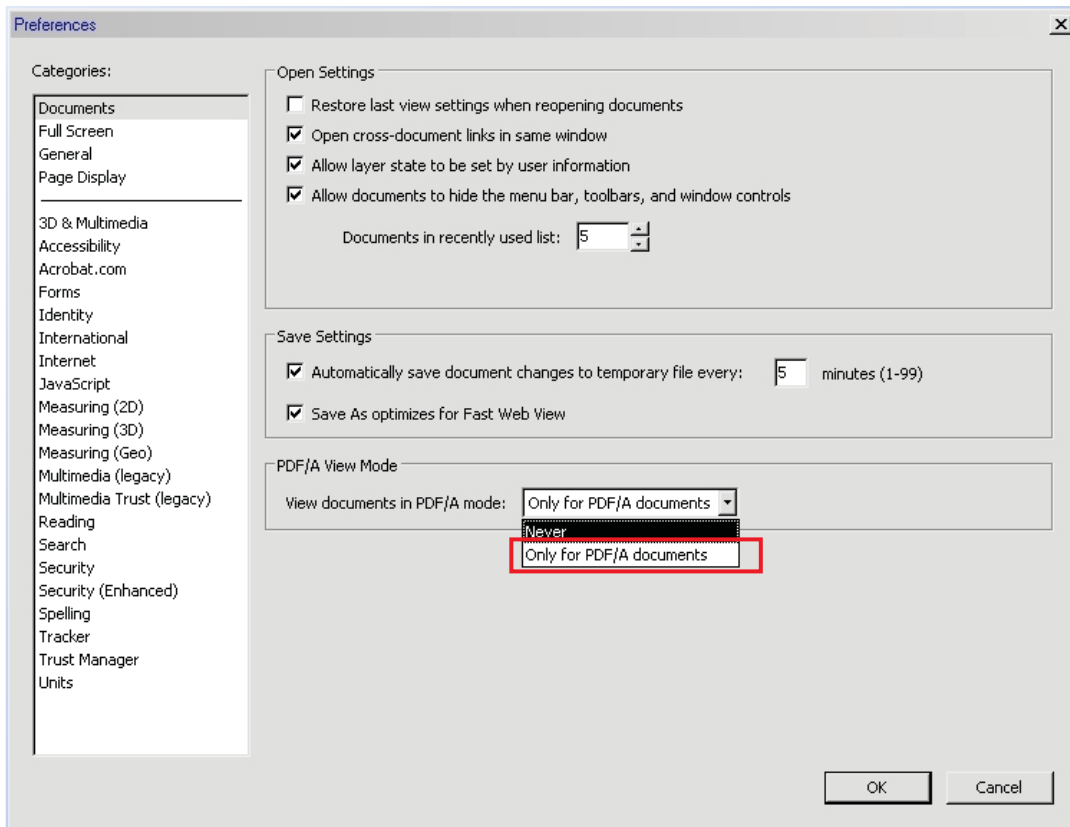 Preferences
Categories:
Documents
Full Screen
General
Page Display
3D & Multimedia
Accessibility
Acrobat.com
Forms
Identity
International
Internet
JavaScript
Measuring (2D)
Measuring (3D)
Measuring (Geo)
Multimedia (legacy)
Multimedia Trust (legacy)
Reading
Search
Security
Security (Enhanced)
Spelling
Tracker
Trust Manager
Units
Open Settings
Restore last view settings when reopening documents
Open cross-document links in same window
Allow layer state to be set by user information
Allow documents to hide the menu bar, toolbars, and window controls
Documents in recently used list: 5
Save Settings
Automatically save document changes to temporary file every: 5 minutes (1-99)
Save As optimizes for Fast Web View
PDF/A View Mode
View documents in PDF/A mode: Only for PDF/A documents
Never
Only for PDF/A documents
OK Cancel